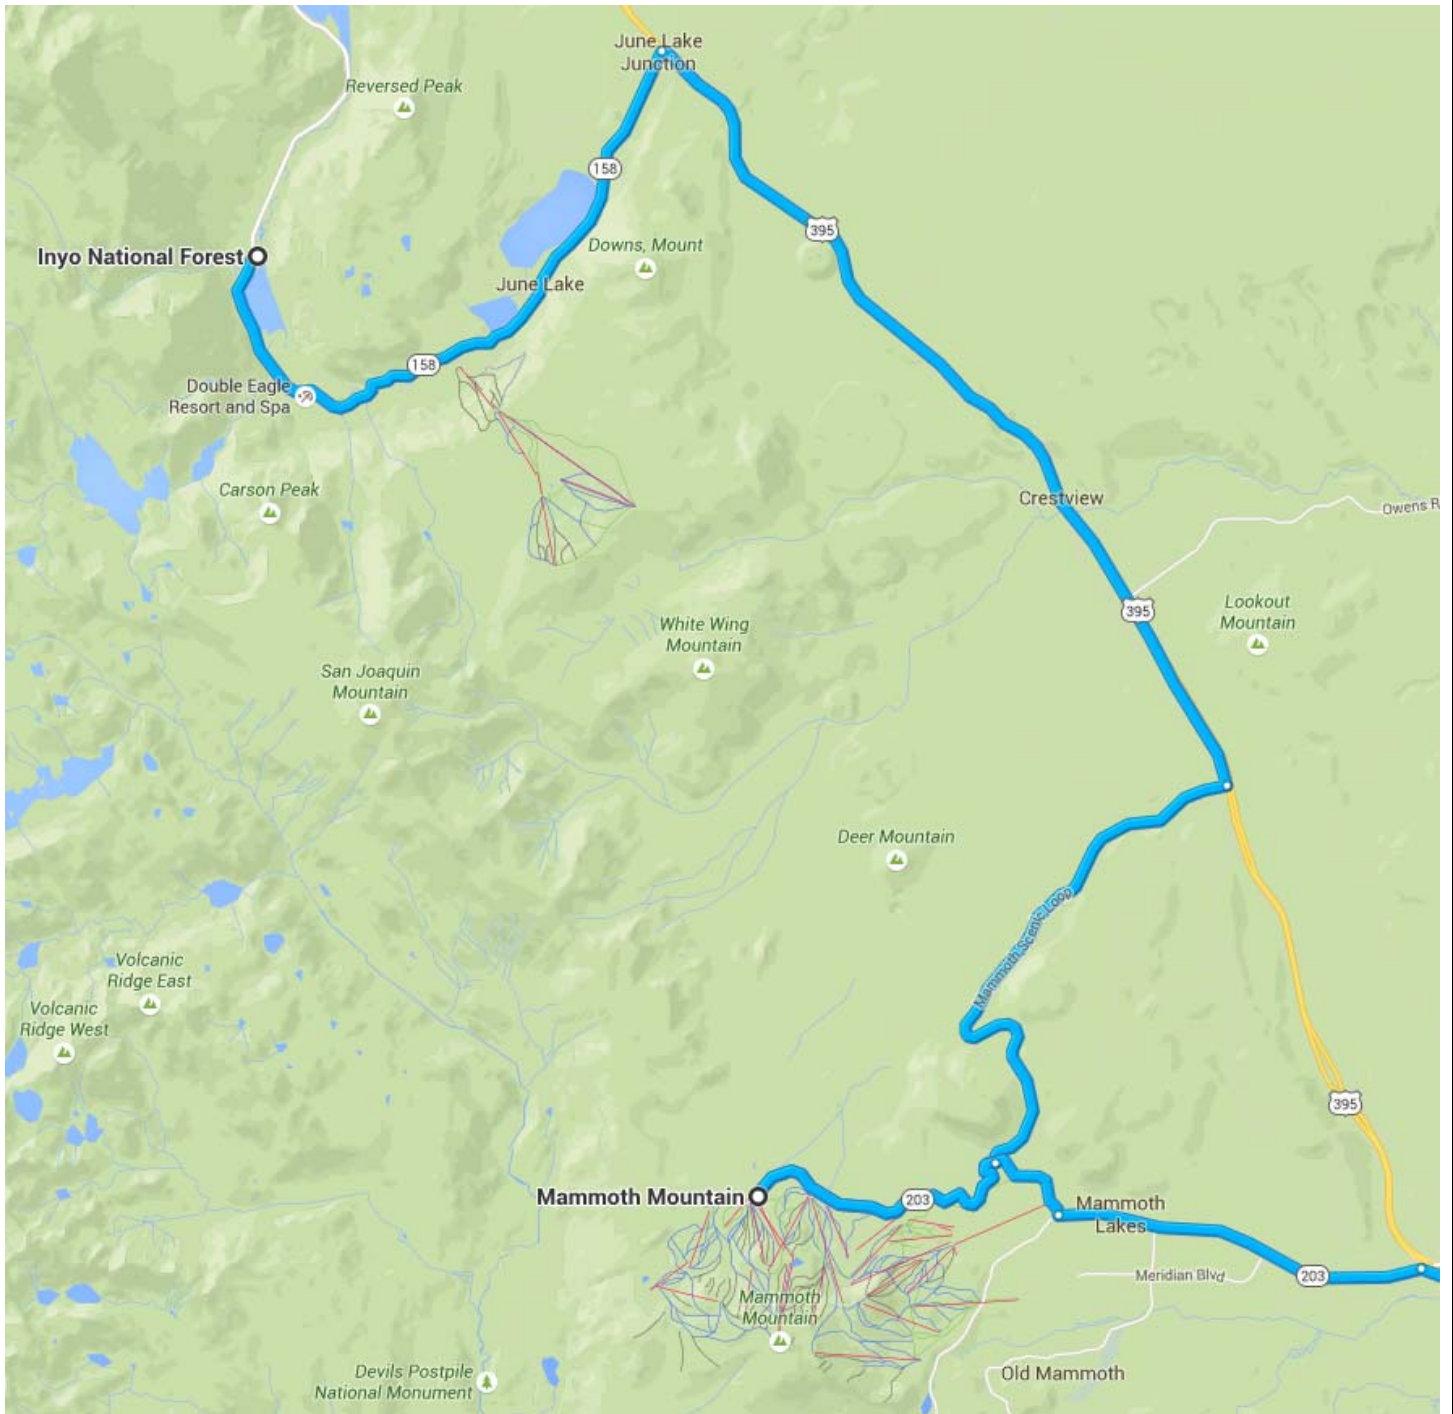 June Lake
Junction
Reversed Peak
158
395
Inyo National Forest
Downs, Mount
June Lake
158
Double Eagle
Resort and Spa
Carson Peak
Crestview
Owens R
395
Lookout
Mountain
White Wing
Mountain
San Joaquin
Mountain
Deer Mountain
Mammoth Scenic Loop
Volcanic
Ridge East
Volcanic
Ridge West
395
Mammoth Mountain
203
Mammoth
Lakes
Meridian Blvd
203
Mammoth
Mountain
Devils Postpile
National Monument
Old Mammoth